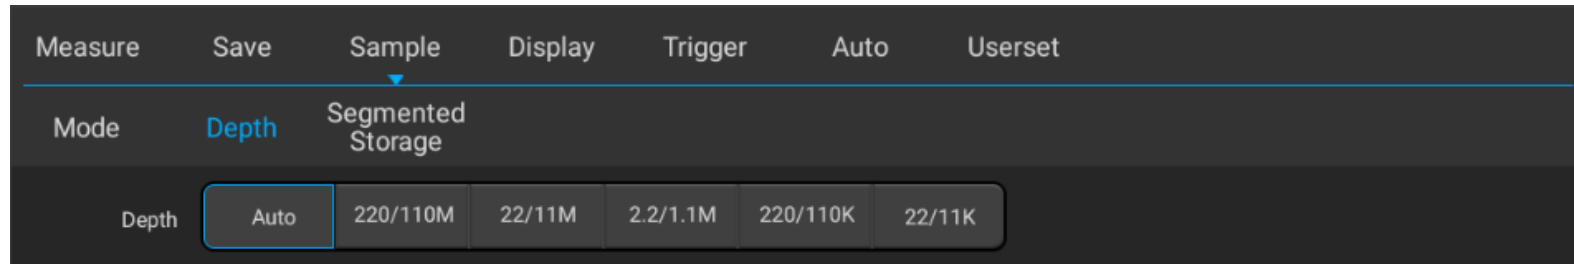 Measure Save Sample Display Trigger Auto Userset
Mode Depth Segmented Storage
Depth Auto 220/110M 22/11M 2.2/1.1M 220/110K 22/11K